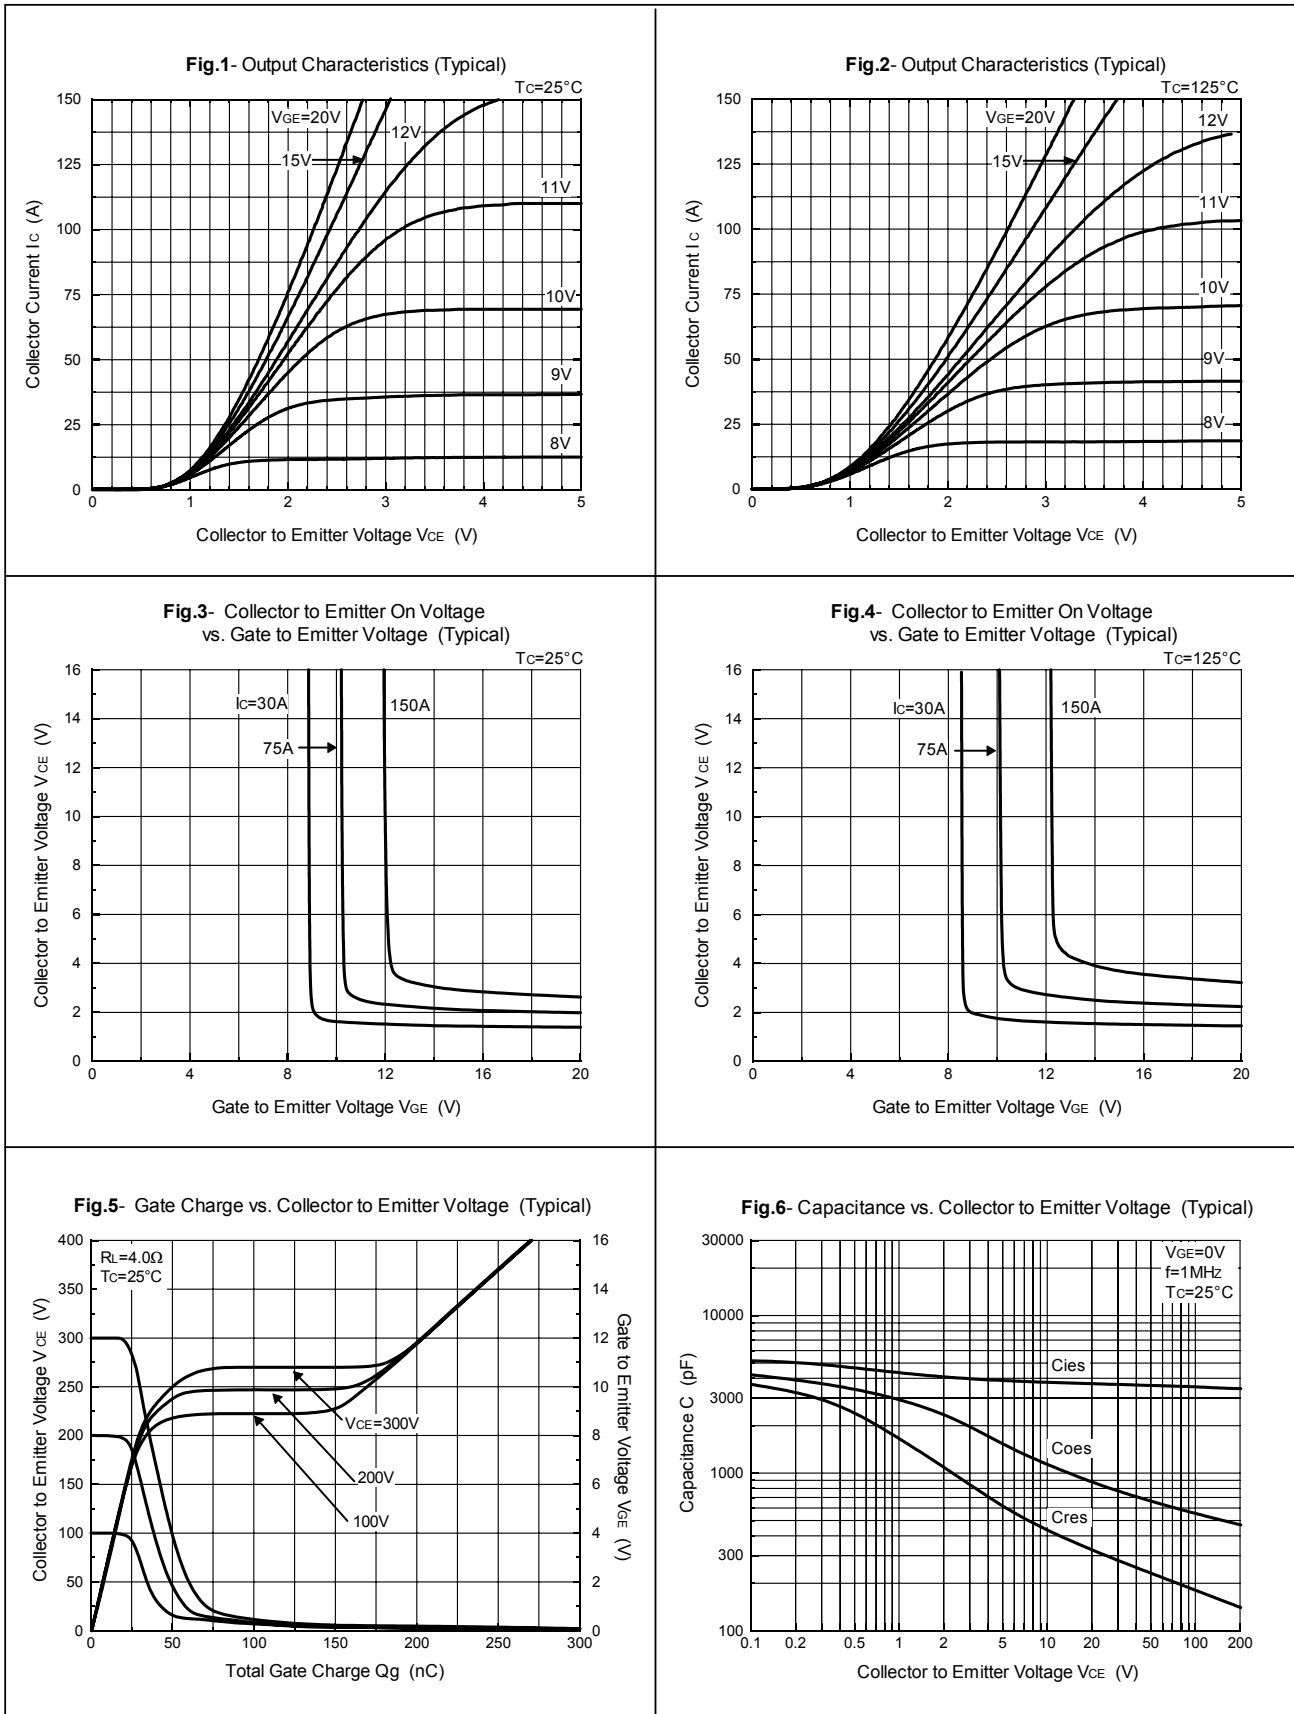 Fig.1- Output Characteristics (Typical)
TC=25°C
150
125
100
75
50
25
0
0 1 2 3 4 5
VGE=20V
15V
12V
11V
10V
9V
8V
Collector Current IC (A)
Collector to Emitter Voltage VCE (V)
Fig.2- Output Characteristics (Typical)
TC=125°C
150
125
100
75
50
25
0
0 1 2 3 4 5
VGE=20V
15V
12V
11V
10V
9V
8V
Collector Current IC (A)
Collector to Emitter Voltage VCE (V)
Fig.3- Collector to Emitter On Voltage
vs. Gate to Emitter Voltage (Typical)
TC=25°C
16
14
12
10
8
6
4
2
0
0 4 8 12 16 20
IC=30A
75A
150A
Collector to Emitter Voltage VCE (V)
Gate to Emitter Voltage VGE (V)
Fig.4- Collector to Emitter On Voltage
vs. Gate to Emitter Voltage (Typical)
TC=125°C
16
14
12
10
8
6
4
2
0
0 4 8 12 16 20
IC=30A
75A
150A
Collector to Emitter Voltage VCE (V)
Gate to Emitter Voltage VGE (V)
Fig.5- Gate Charge vs. Collector to Emitter Voltage (Typical)
400
350
300
250
200
150
100
50
0
RL=4.0Ω
TC=25°C
VCE=300V
200V
100V
16
14
12
10
8
6
4
2
0
0 50 100 150 200 250 300
Collector to Emitter Voltage VCE (V)
Gate to Emitter Voltage VGE (V)
Total Gate Charge Qg (nC)
Fig.6- Capacitance vs. Collector to Emitter Voltage (Typical)
30000
10000
3000
1000
300
100
VGE=0V
f=1MHz
TC=25°C
Cies
Coes
Cres
0.1 0.2 0.5 1 2 5 10 20 50 100 200
Capacitance C (pF)
Collector to Emitter Voltage VCE (V)